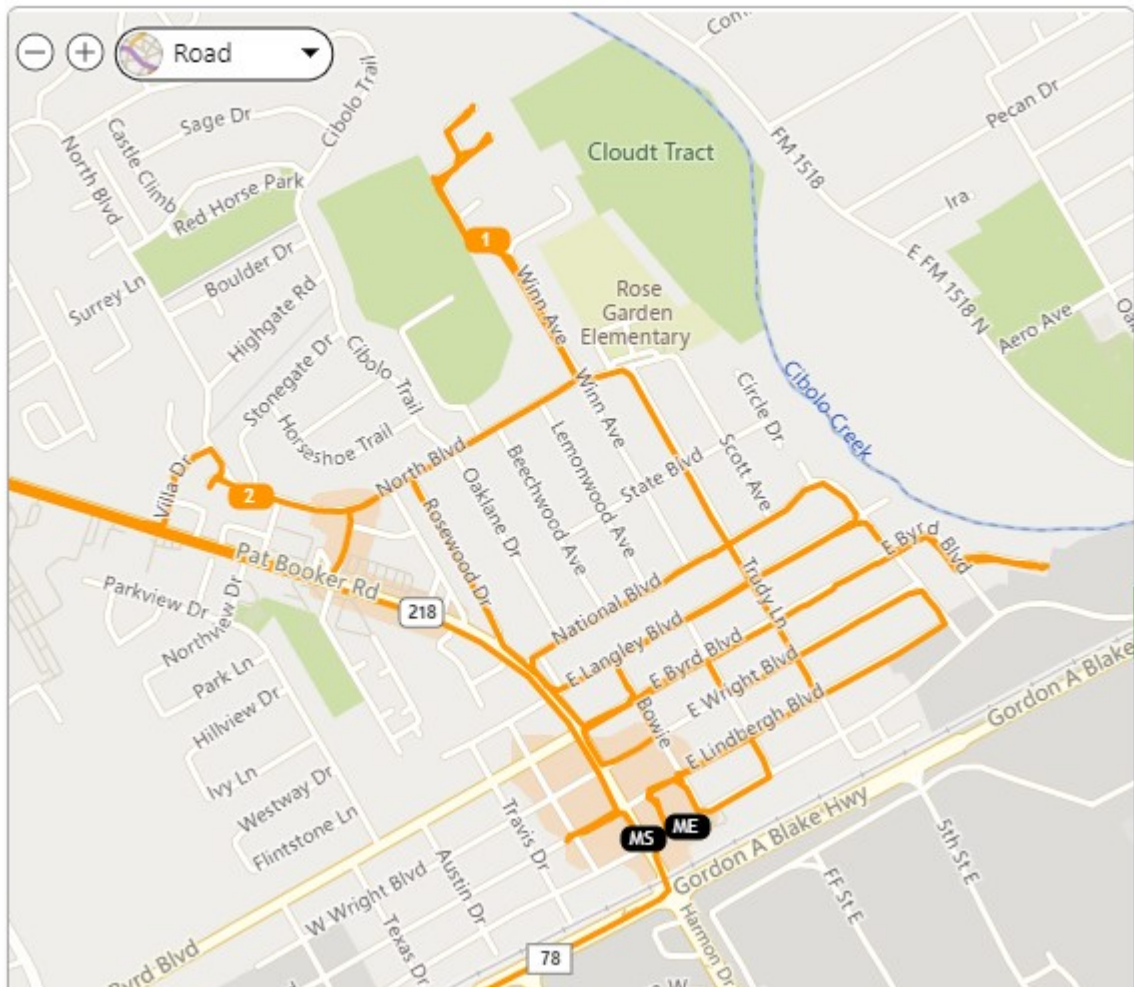 Road
Sage Dr
Cibolo Trail
Castle Climb
North Blvd
Red Horse Park
Boulder Dr
Surrey Ln
Highgate Rd
Stonegate Dr
Horseshoe Trail
Cibolo Trail
Cloudt Tract
FM 1518
Pecan Dr
Ira
E FM 1518 N
Aero Ave
1
Winn Ave
Rose
Garden
Elementary
Cibolo Creek
Winn Ave
Circle Dr
Scott Ave
Lemonwood Ave
State Blvd
Beechwood Ave
Oaklane Dr
North Blvd
Villa Dr
2
Rosewood Dr
Pat Booker Rd
218
Parkview Dr
Northview Dr
Park Ln
Hillview Dr
Ivy Ln
Westway Dr
Flintstone Ln
National Blvd
Trudy Ln
E Byrd Blvd
E Langley Blvd
E Byrd Blvd
E Wright Blvd
Bowie
E Lindbergh Blvd
Gordon A Blake
Gordon A Blake Hwy
MS
ME
Travis Dr
Austin Dr
W Wright Blvd
Texas Dr
Byrd Blvd
78
Harmon Dr
FF St E
5th St E
W